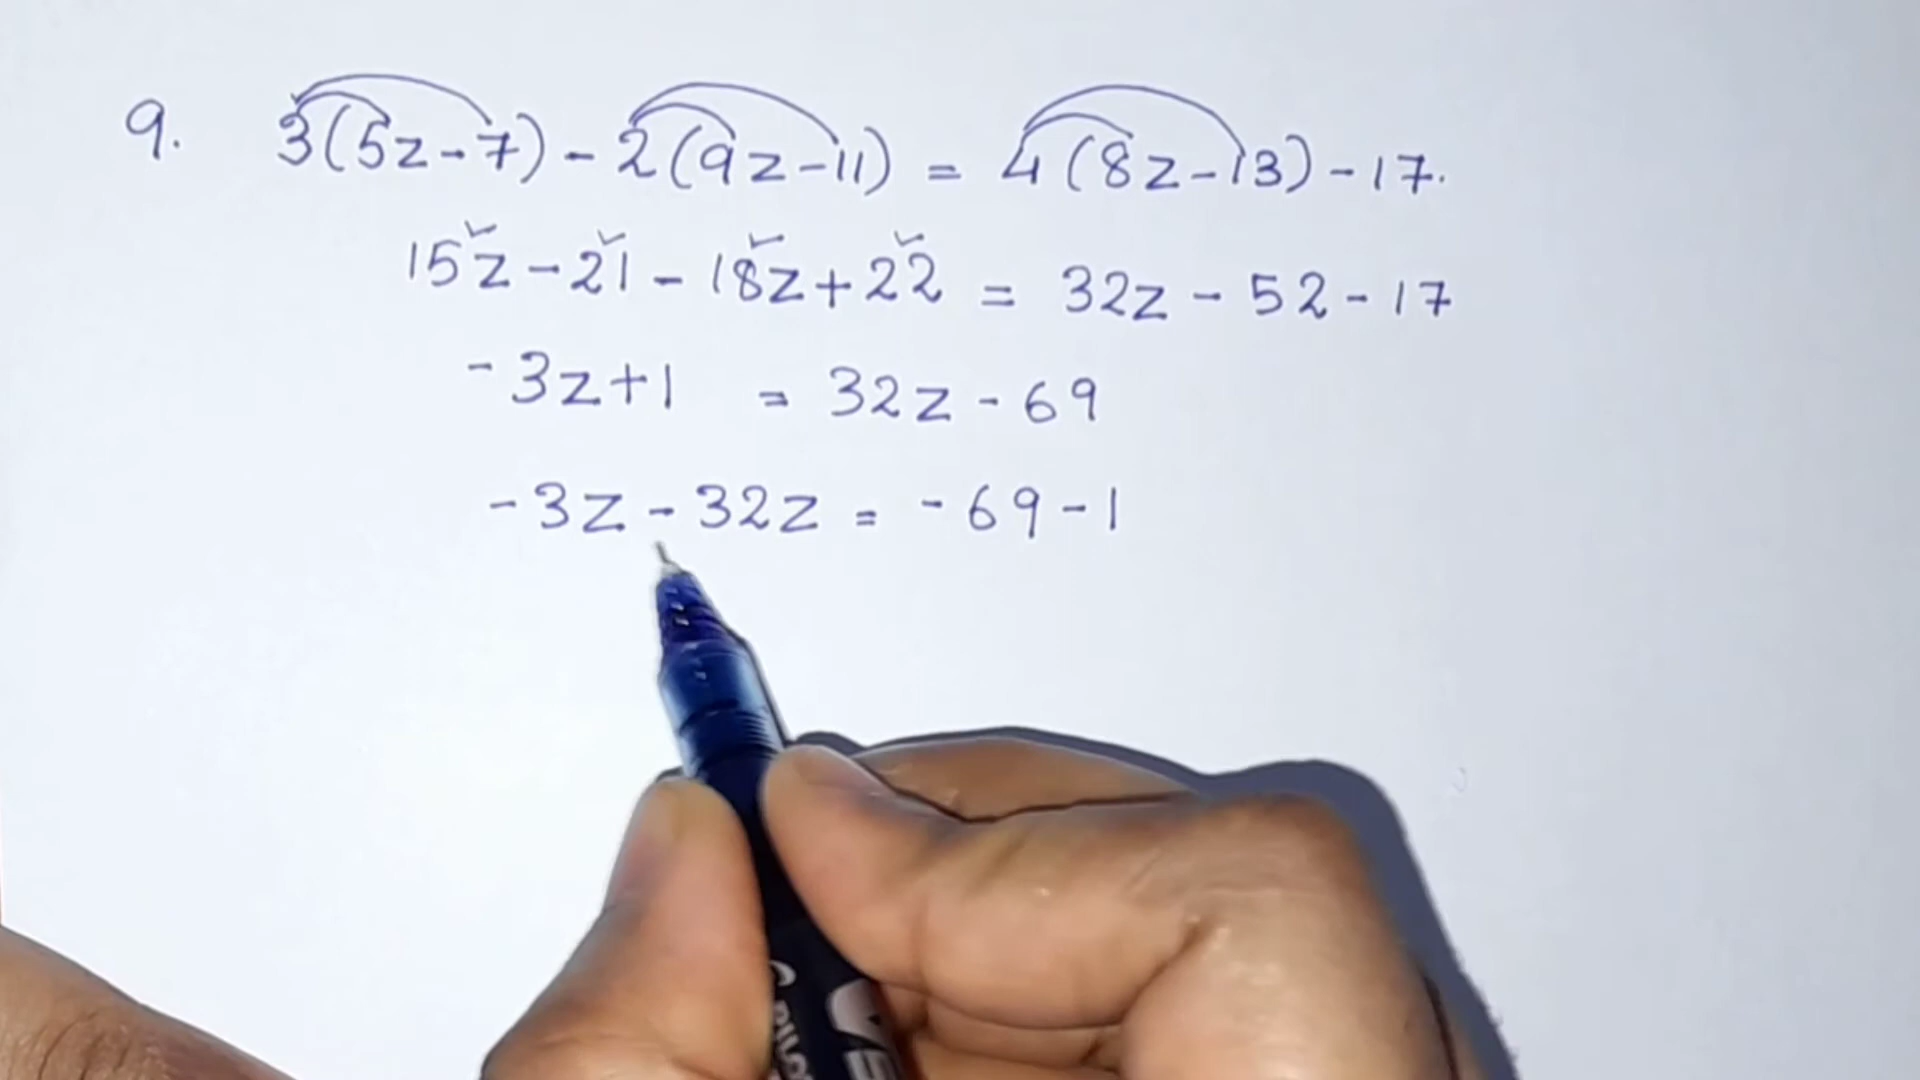 9. 3(5z-7)-2(9z-11) = 4(8z-13)-17.
15z-21-18z+22 = 32z-52-17
-3z+1 = 32z-69
-3z-32z = -69-1